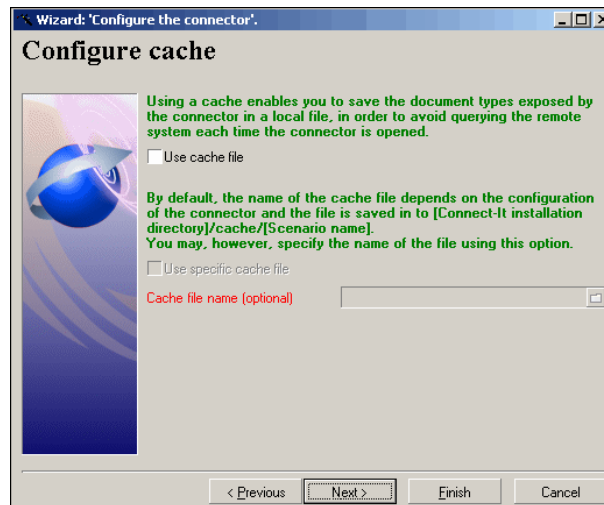 Wizard: 'Configure the connector'.
Configure cache
Using a cache enables you to save the document types exposed by
the connector in a local file, in order to avoid querying the remote
system each time the connector is opened.
Use cache file
By default, the name of the cache file depends on the configuration
of the connector and the file is saved in to [Connect-It installation
directory]/cache/[Scenario name].
You may, however, specify the name of the file using this option.
Use specific cache file
Cache file name (optional)
< Previous Next > Finish Cancel